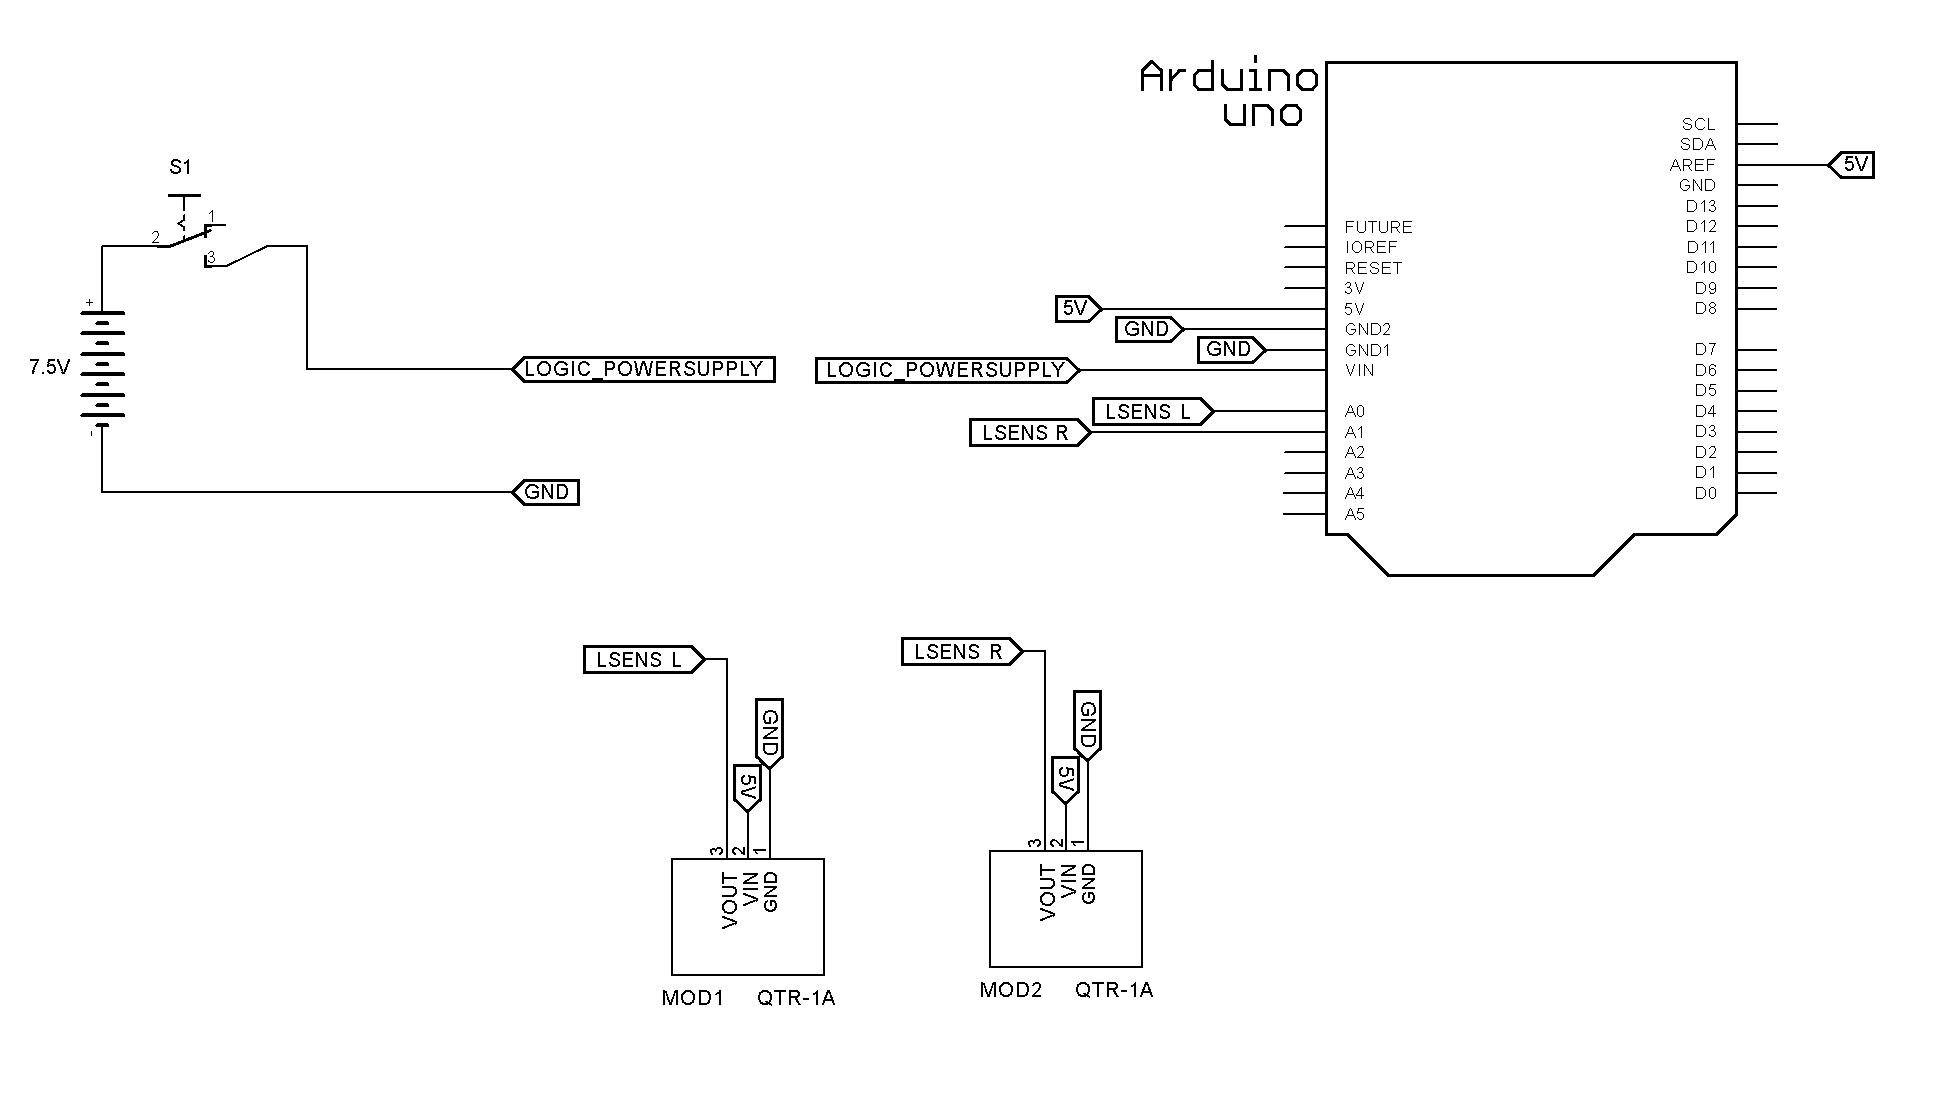 Arduino
uno
S1
1
2
3
+
7.5V
-
LOGIC_POWERSUPPLY
GND
5V
GND
GND
LOGIC_POWERSUPPLY
LSENS L
LSENS R
FUTURE
IOREF
RESET
3V
5V
GND2
GND1
VIN
A0
A1
A2
A3
A4
A5
SCL
SDA
AREF
GND
D13
D12
D11
D10
D9
D8
D7
D6
D5
D4
D3
D2
D1
D0
5V
LSENS L
GND
5V
3
2
1
VOUT
VIN
GND
MOD1 QTR-1A
LSENS R
GND
5V
3
2
1
VOUT
VIN
GND
MOD2 QTR-1A